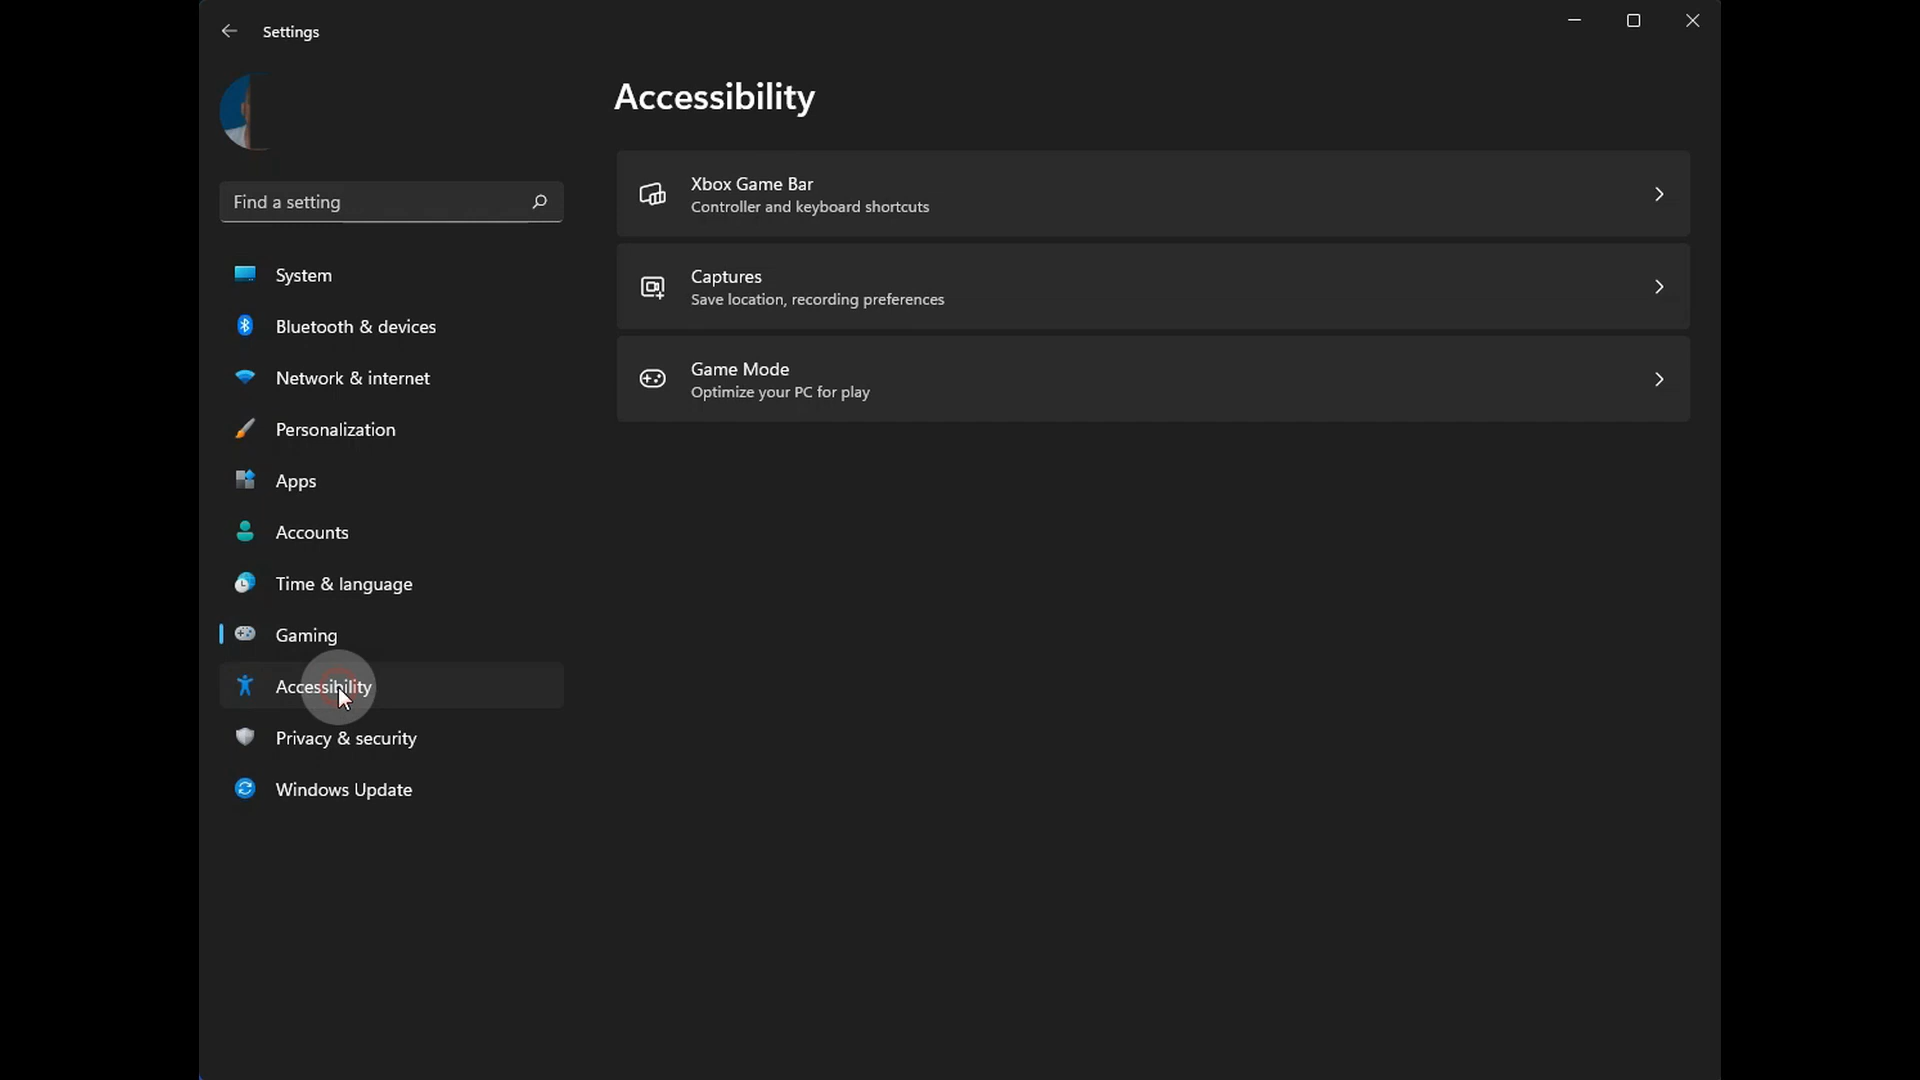 Settings
Accessibility
Find a setting
System
Bluetooth & devices
Network & internet
Personalization
Apps
Accounts
Time & language
Gaming
Accessibility
Privacy & security
Windows Update
Xbox Game Bar
Controller and keyboard shortcuts
Captures
Save location, recording preferences
Game Mode
Optimize your PC for play